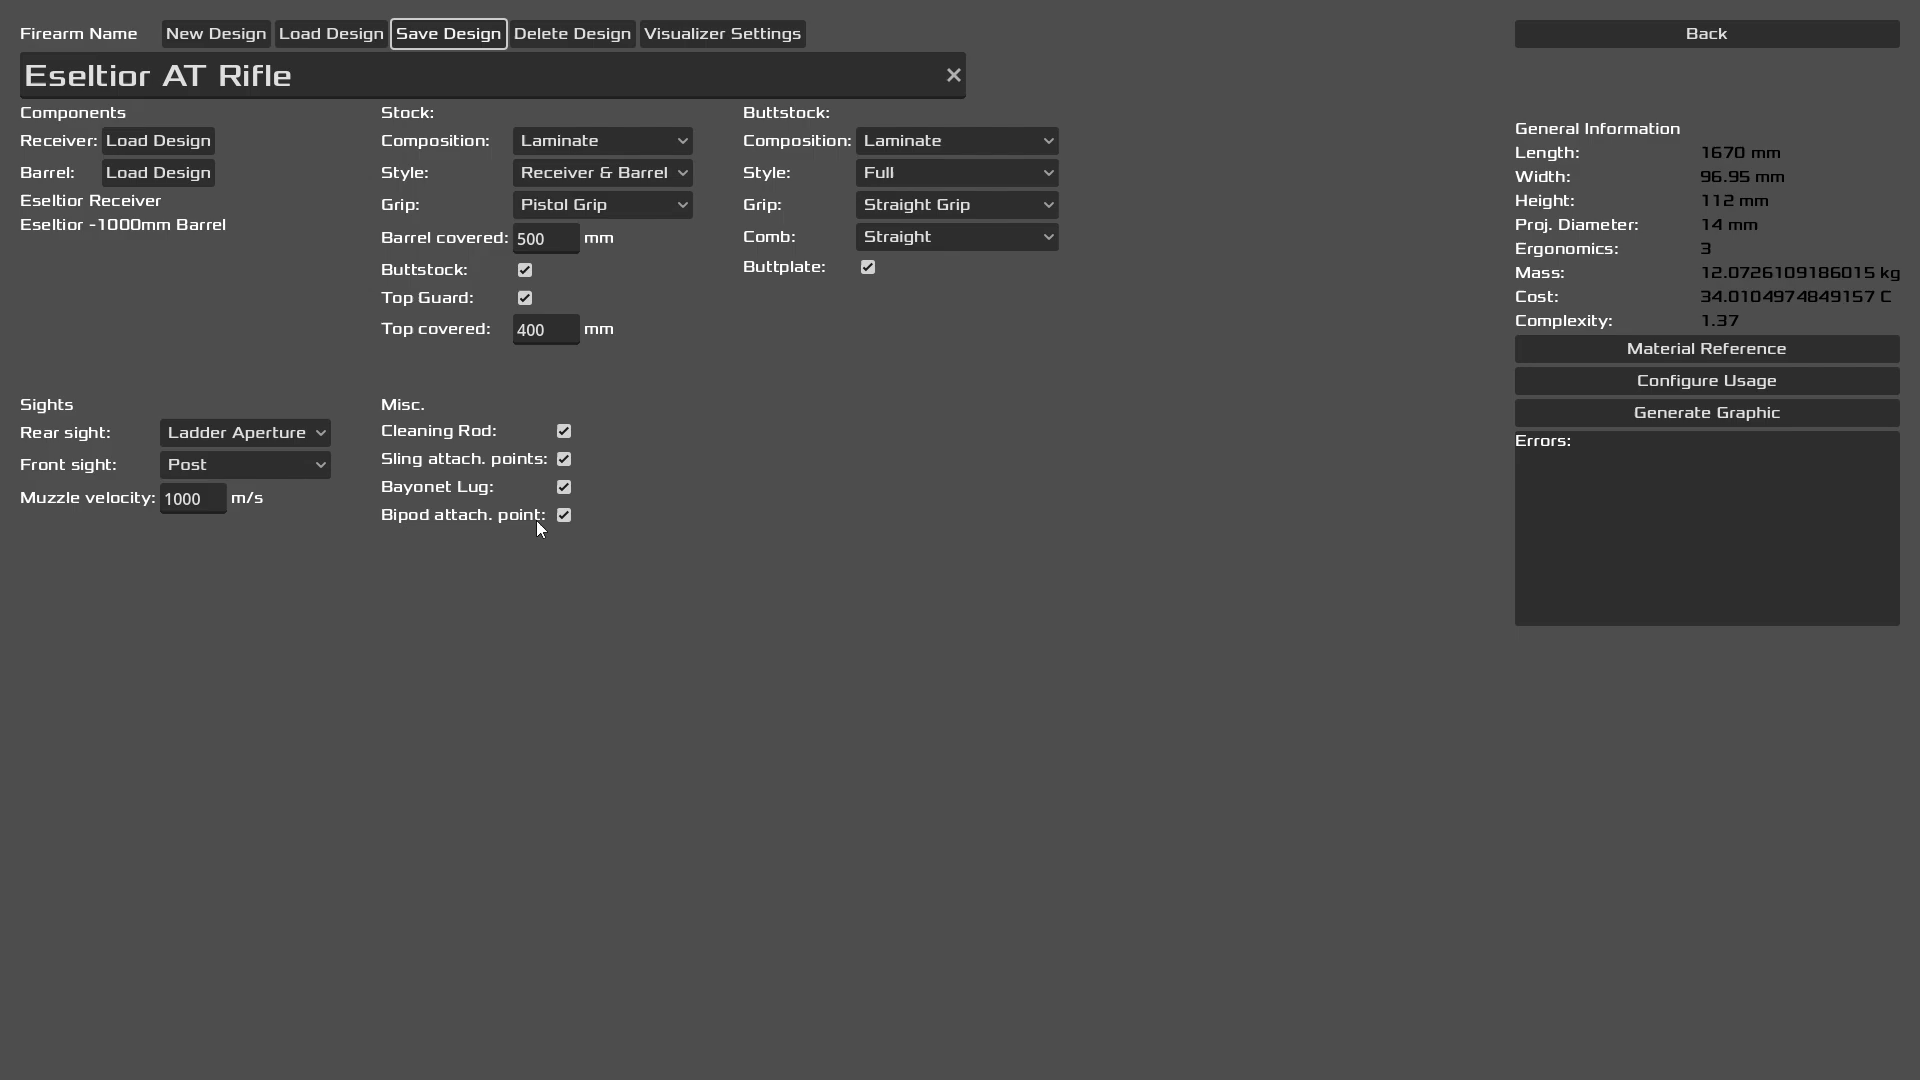 Firearm Name New Design Load Design Save Design Delete Design Visualizer Settings Back
Eseltior AT Rifle
Components
Receiver: Load Design
Barrel: Load Design
Eseltior Receiver
Eseltior -1000mm Barrel
Stock:
Composition: Laminate
Style: Receiver & Barrel
Grip: Pistol Grip
Barrel covered: 500 mm
Buttstock:
Top Guard:
Top covered: 400 mm
Buttstock:
Composition: Laminate
Style: Full
Grip: Straight Grip
Comb: Straight
Buttplate:
Sights
Rear sight: Ladder Aperture
Front sight: Post
Muzzle velocity: 1000 m/s
Misc.
Cleaning Rod:
Sling attach. points:
Bayonet Lug:
Bipod attach. point:
General Information
Length: 1670 mm
Width: 96.95 mm
Height: 112 mm
Proj. Diameter: 14 mm
Ergonomics: 3
Mass: 12.0726109186015 kg
Cost: 34.0104974849157 C
Complexity: 1.37
Material Reference
Configure Usage
Generate Graphic
Errors: